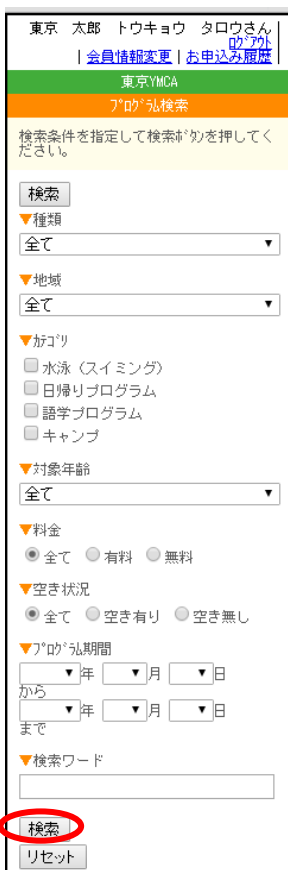 東京 太郎 トウキョウ タロウさん|
ﾛｸﾞｱｳﾄ
|会員情報変更|お申込み履歴|
東京YMCA
ﾌﾟﾛｸﾞﾗﾑ検索
検索条件を指定して検索ﾎﾞﾀﾝを押してく
ださい。
検索
▼種類
全て ▼
▼地域
全て ▼
▼ｶﾃｺﾞﾘ
水泳（スイミング）
日帰りプログラム
語学プログラム
キャンプ
▼対象年齢
全て ▼
▼料金
全て 有料 無料
▼空き状況
全て 空き有り 空き無し
▼ﾌﾟﾛｸﾞﾗﾑ期間
▼年 ▼月 ▼日
から
▼年 ▼月 ▼日
まで
▼検索ワード
検索
リセット